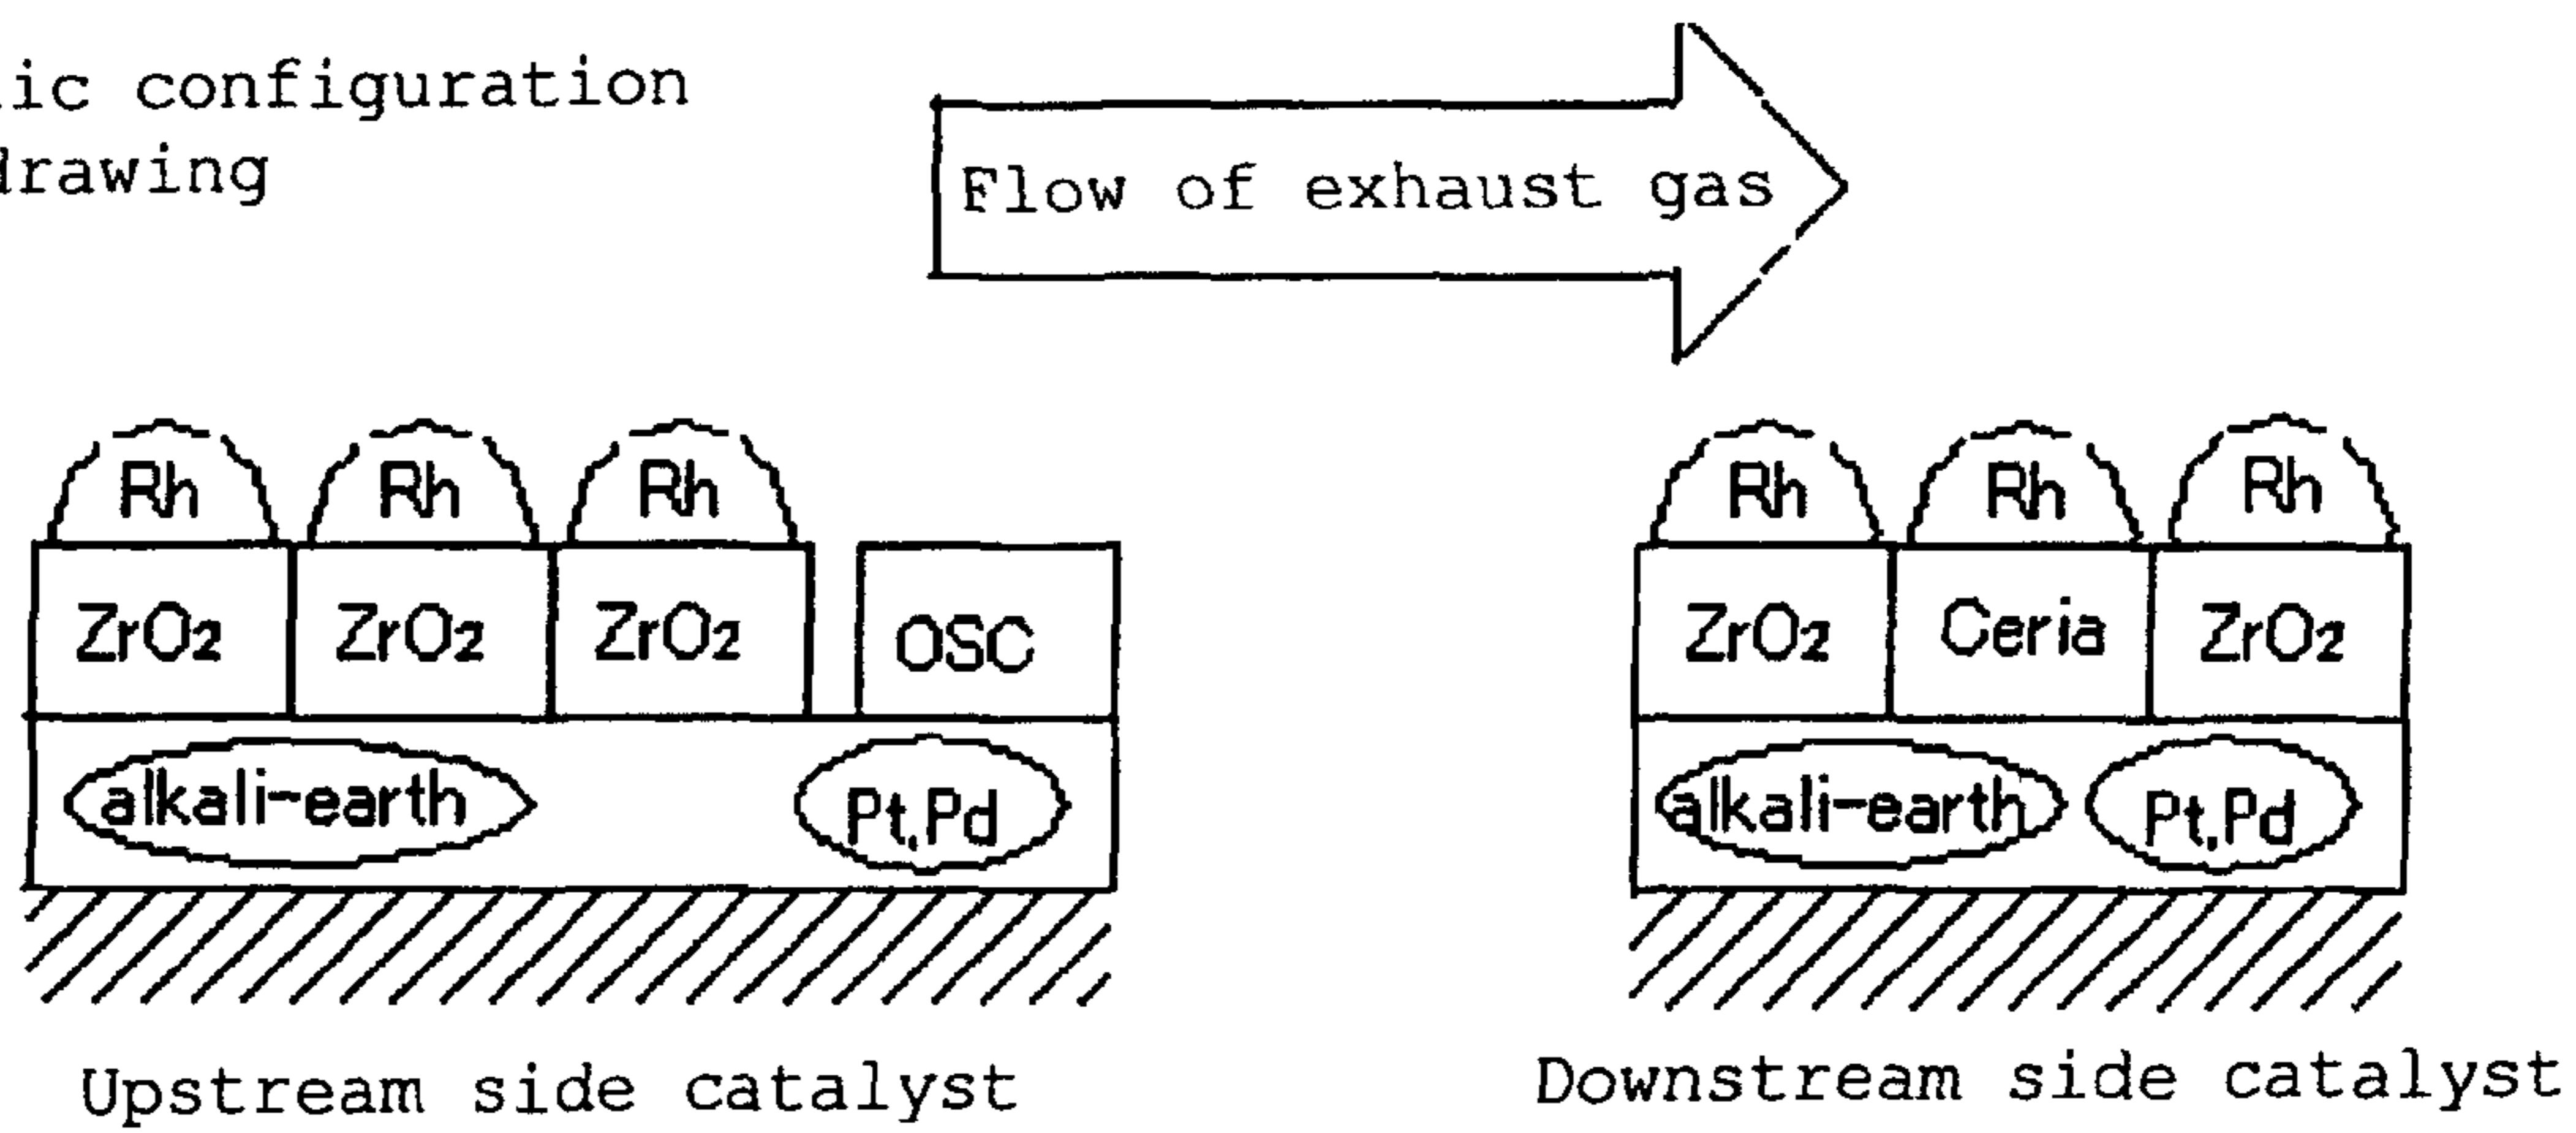 ic configuration
drawing
Flow of exhaust gas
Rh Rh Rh Rh Rh Rh
ZrO2 ZrO2 ZrO2 OSC ZrO2 Ceria ZrO2
alkali-earth Pt,Pd alkali-earth Pt,Pd
Upstream side catalyst Downstream side catalyst